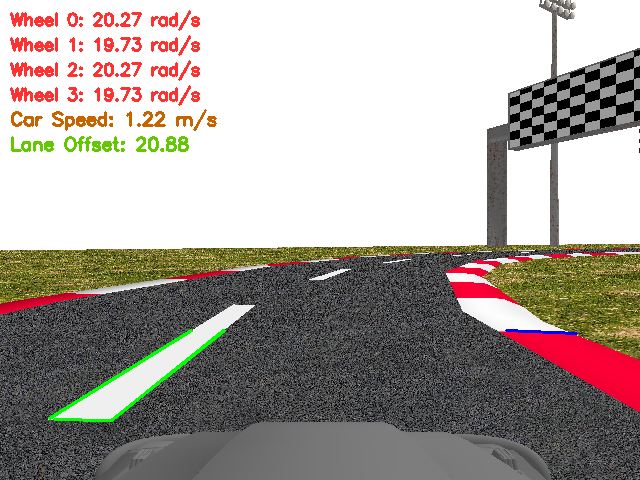 Wheel 0: 20.27 rad/s
Wheel 1: 19.73 rad/s
Wheel 2: 20.27 rad/s
Wheel 3: 19.73 rad/s
Car Speed: 1.22 m/s
Lane Offset: 20.88